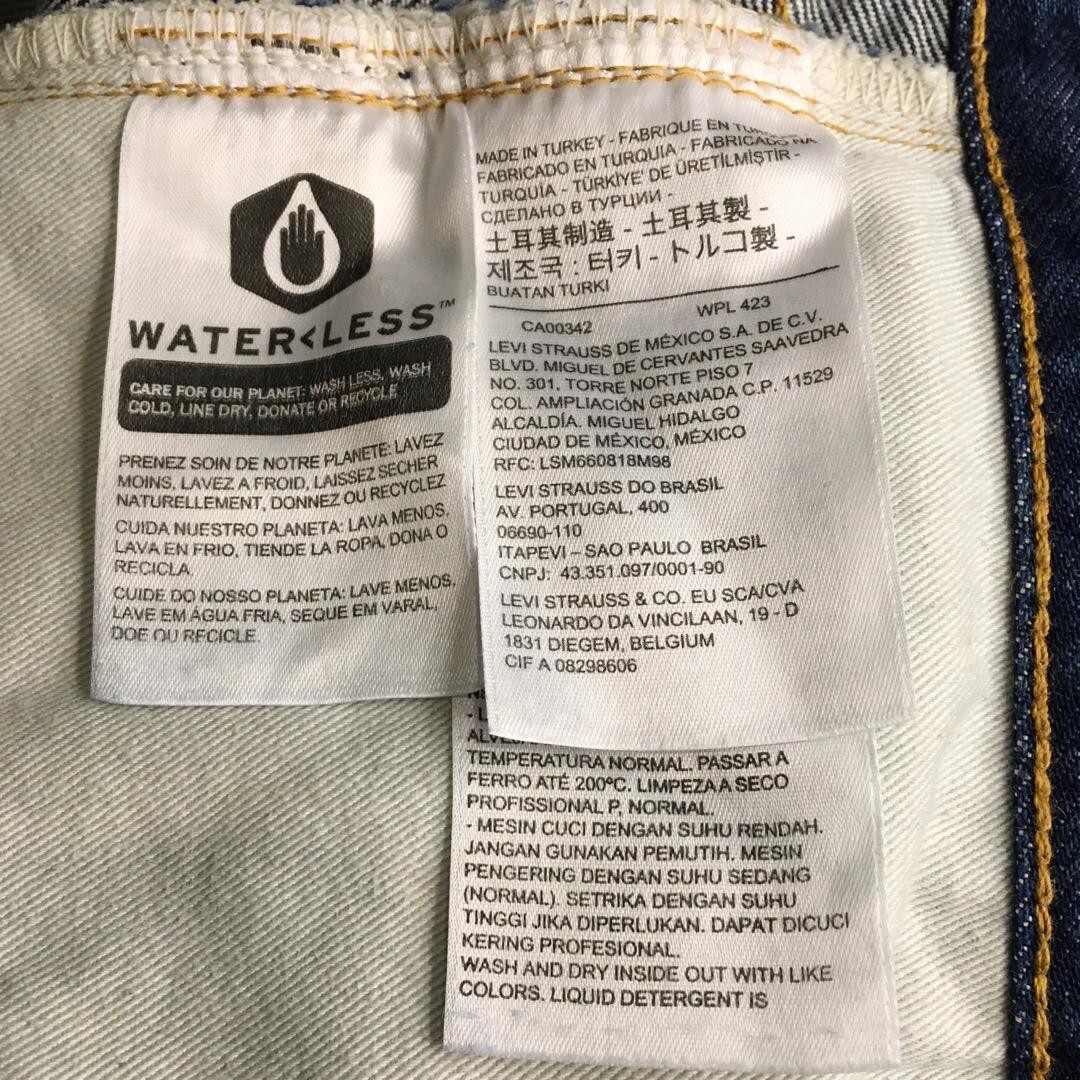 WATER<LESS™
CARE FOR OUR PLANET: WASH LESS, WASH
COLD, LINE DRY, DONATE OR RECYCLE
PRENEZ SOIN DE NOTRE PLANETE: LAVEZ
MOINS, LAVEZ A FROID, LAISSEZ SECHER
NATURELLEMENT, DONNEZ OU RECYCLEZ
CUIDA NUESTRO PLANETA: LAVA MENOS,
LAVA EN FRIO, TIENDE LA ROPA, DONA O
RECICLA.
CUIDE DO NOSSO PLANETA: LAVE MENOS,
LAVE EM ÁGUA FRIA, SEQUE EM VARAL,
DOE OU RECICLE.
MADE IN TURKEY - FABRIQUE EN
FABRICADO EN TURQUIA - FABRICADO NA
TURQUIA - TÜRKIYE' DE ÜRETİLMİŞTİR -
СДЕЛАНО В ТУРЦИИ -
土耳其制造 - 土耳其製 -
제조국 : 터키 - トルコ製 -
BUATAN TURKI
CA00342 WPL 423
LEVI STRAUSS DE MÉXICO S.A. DE C.V.
BLVD. MIGUEL DE CERVANTES SAAVEDRA
NO. 301, TORRE NORTE PISO 7
COL. AMPLIACIÓN GRANADA C.P. 11529
ALCALDÍA. MIGUEL HIDALGO
CIUDAD DE MÉXICO, MÉXICO
RFC: LSM660818M98
LEVI STRAUSS DO BRASIL
AV. PORTUGAL, 400
06690-110
ITAPEVI – SAO PAULO BRASIL
CNPJ: 43.351.097/0001-90
LEVI STRAUSS & CO. EU SCA/CVA
LEONARDO DA VINCILAAN, 19 - D
1831 DIEGEM, BELGIUM
CIF A 08298606
TEMPERATURA NORMAL. PASSAR A
FERRO ATÉ 200ºC. LIMPEZA A SECO
PROFISSIONAL P, NORMAL.
- MESIN CUCI DENGAN SUHU RENDAH.
JANGAN GUNAKAN PEMUTIH. MESIN
PENGERING DENGAN SUHU SEDANG
(NORMAL). SETRIKA DENGAN SUHU
TINGGI JIKA DIPERLUKAN. DAPAT DICUCI
KERING PROFESIONAL.
WASH AND DRY INSIDE OUT WITH LIKE
COLORS. LIQUID DETERGENT IS